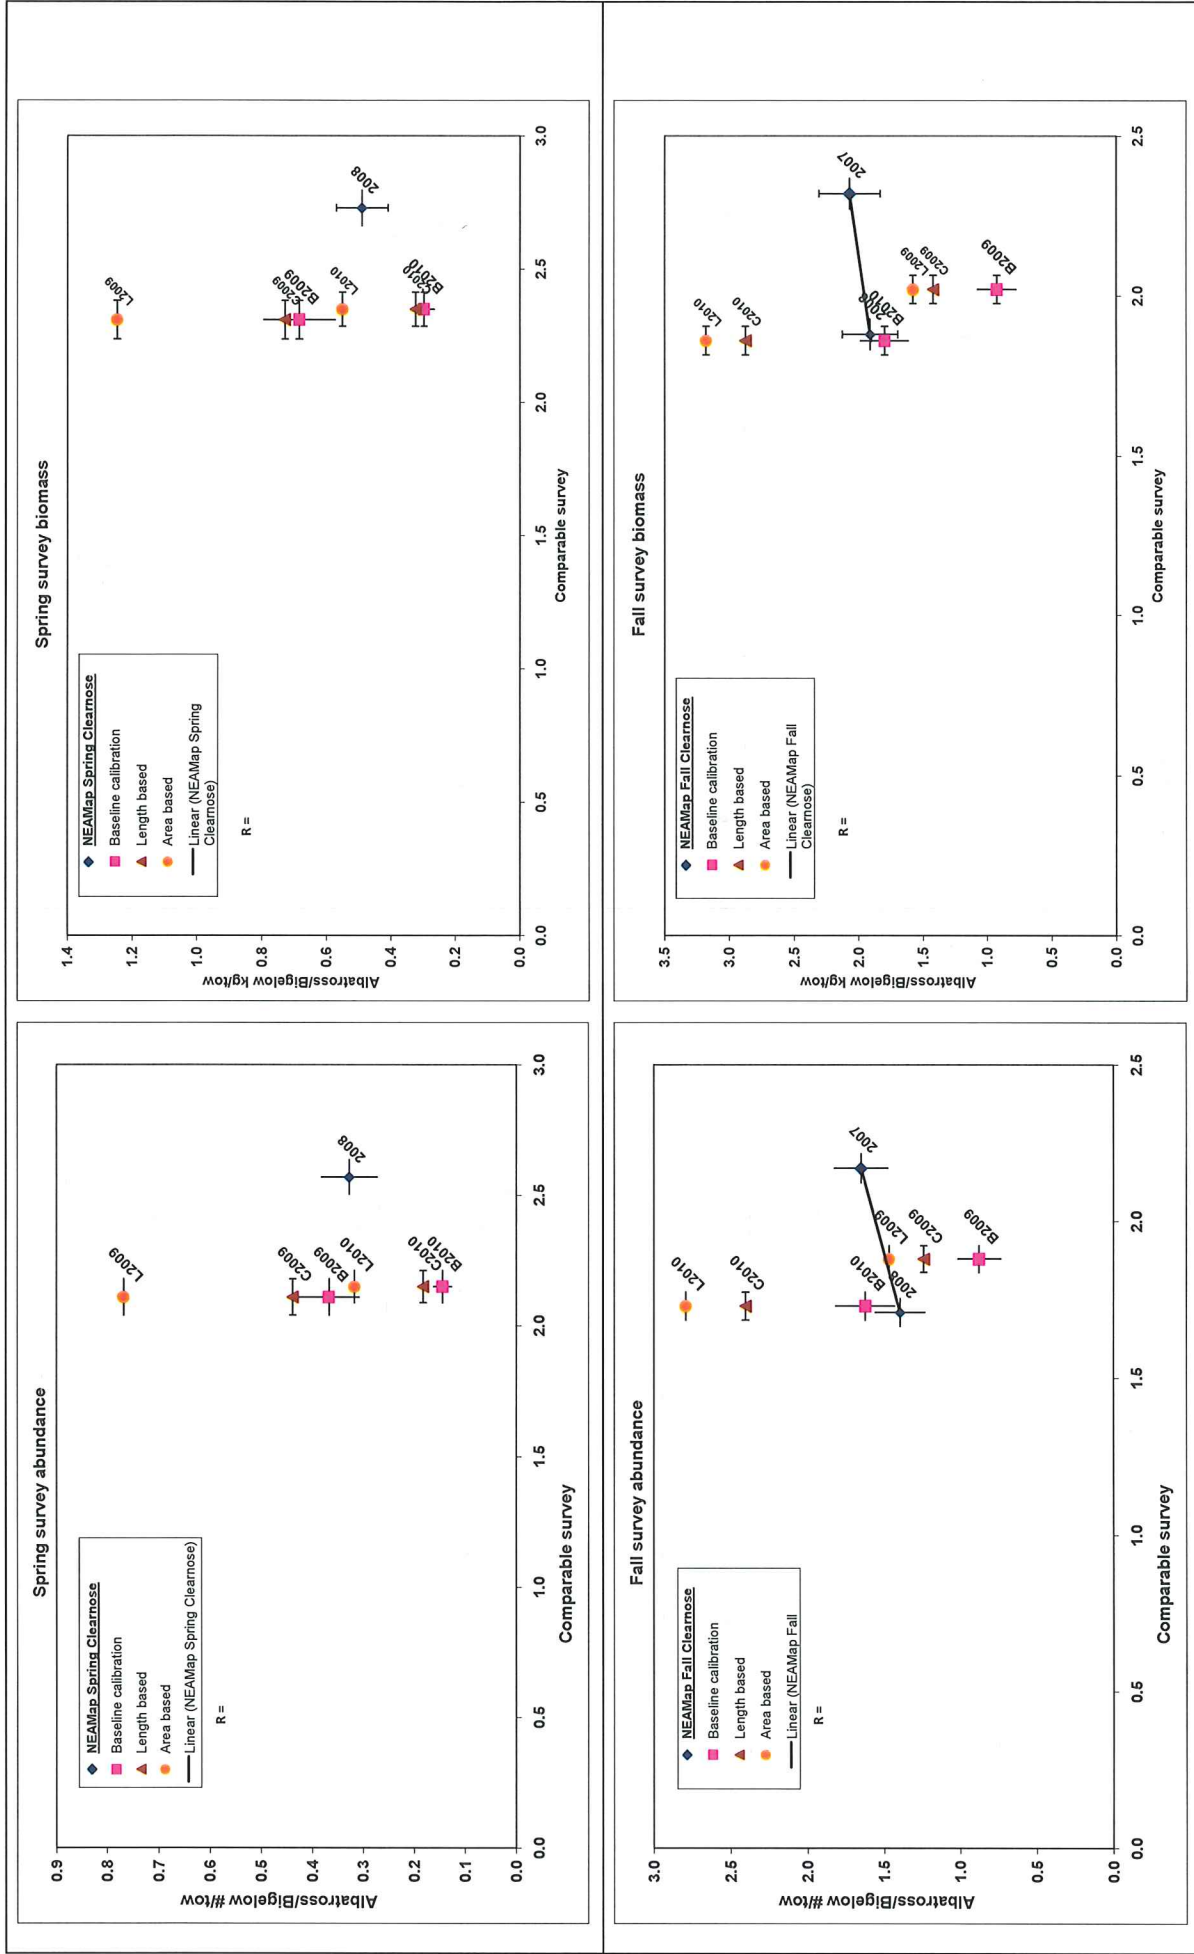 Spring survey abundance
Albatross/Bigelow #/tow
0.9
0.8
0.7
0.6
0.5
0.4
0.3
0.2
0.1
0.0
NEAMap Spring Clearnose
Baseline calibration
Length based
Area based
Linear (NEAMap Spring Clearnose)
R =
L2009
C2009
B2009
L2010
C2010
B2010
2008
0.0 0.5 1.0 1.5 2.0 2.5 3.0
Comparable survey
Spring survey biomass
Albatross/Bigelow kg/tow
1.4
1.2
1.0
0.8
0.6
0.4
0.2
0.0
NEAMap Spring Clearnose
Baseline calibration
Length based
Area based
Linear (NEAMap Spring
Clearnose)
R =
L2009
C2009
B2009
L2010
C2010
B2010
2008
0.0 0.5 1.0 1.5 2.0 2.5 3.0
Comparable survey
Fall survey abundance
Albatross/Bigelow #/tow
3.0
2.5
2.0
1.5
1.0
0.5
0.0
NEAMap Fall Clearnose
Baseline calibration
Length based
Area based
Linear (NEAMap Fall
R =
L2010
C2010
B2010
2008
L2009
C2009
B2009
2007
0.0 0.5 1.0 1.5 2.0 2.5
Comparable survey
Fall survey biomass
Albatross/Bigelow kg/tow
3.5
3.0
2.5
2.0
1.5
1.0
0.5
0.0
NEAMap Fall Clearnose
Baseline calibration
Length based
Area based
Linear (NEAMap Fall
Clearnose)
R =
L2010
C2010
2008
B2010
L2009
C2009
B2009
2007
0.0 0.5 1.0 1.5 2.0 2.5
Comparable survey